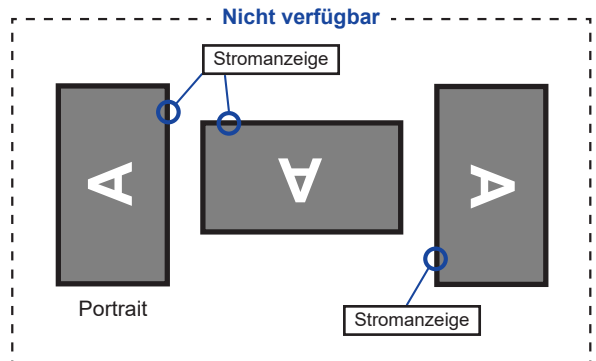 Nicht verfügbar
Stromanzeige
A
A
A
Portrait
Stromanzeige